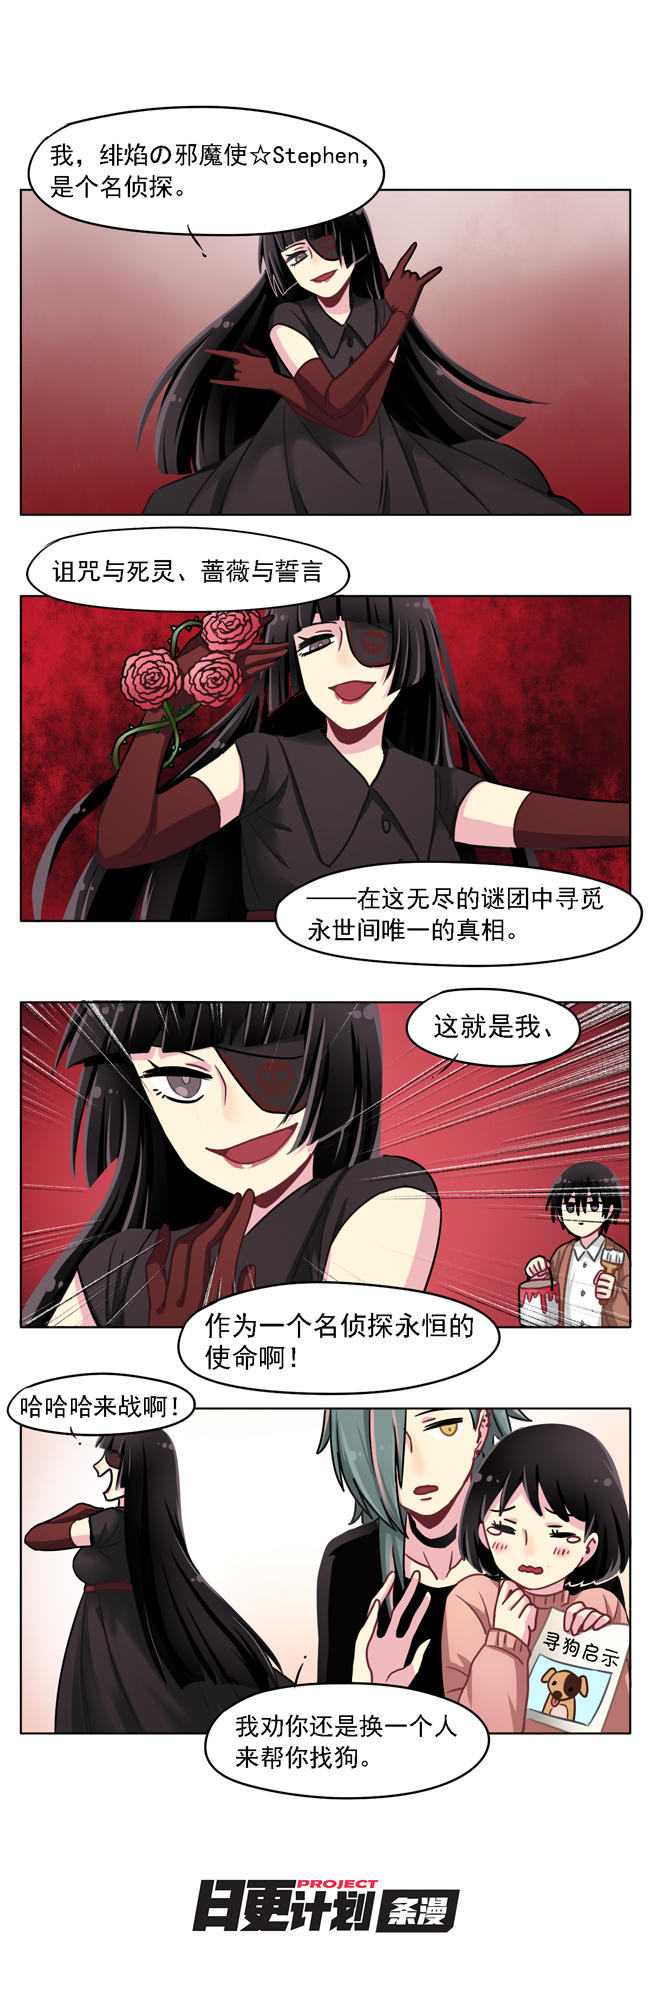 我，绯焰の邪魔使☆Stephen，
是个名侦探。
诅咒与死灵、蔷薇与誓言
——在这无尽的谜团中寻觅
永世间唯一的真相。
这就是我、
作为一个名侦探永恒的
使命啊！
哈哈哈来战啊！
寻狗启示
我劝你还是换一个人
来帮你找狗。
PROJECT
日更计划 条漫